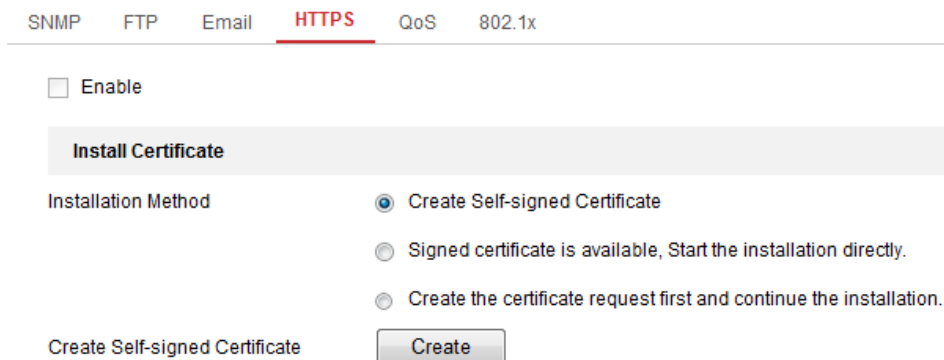 SNMP FTP Email HTTPS QoS 802.1x
Enable
Install Certificate
Installation Method Create Self-signed Certificate
Signed certificate is available, Start the installation directly.
Create the certificate request first and continue the installation.
Create Self-signed Certificate Create